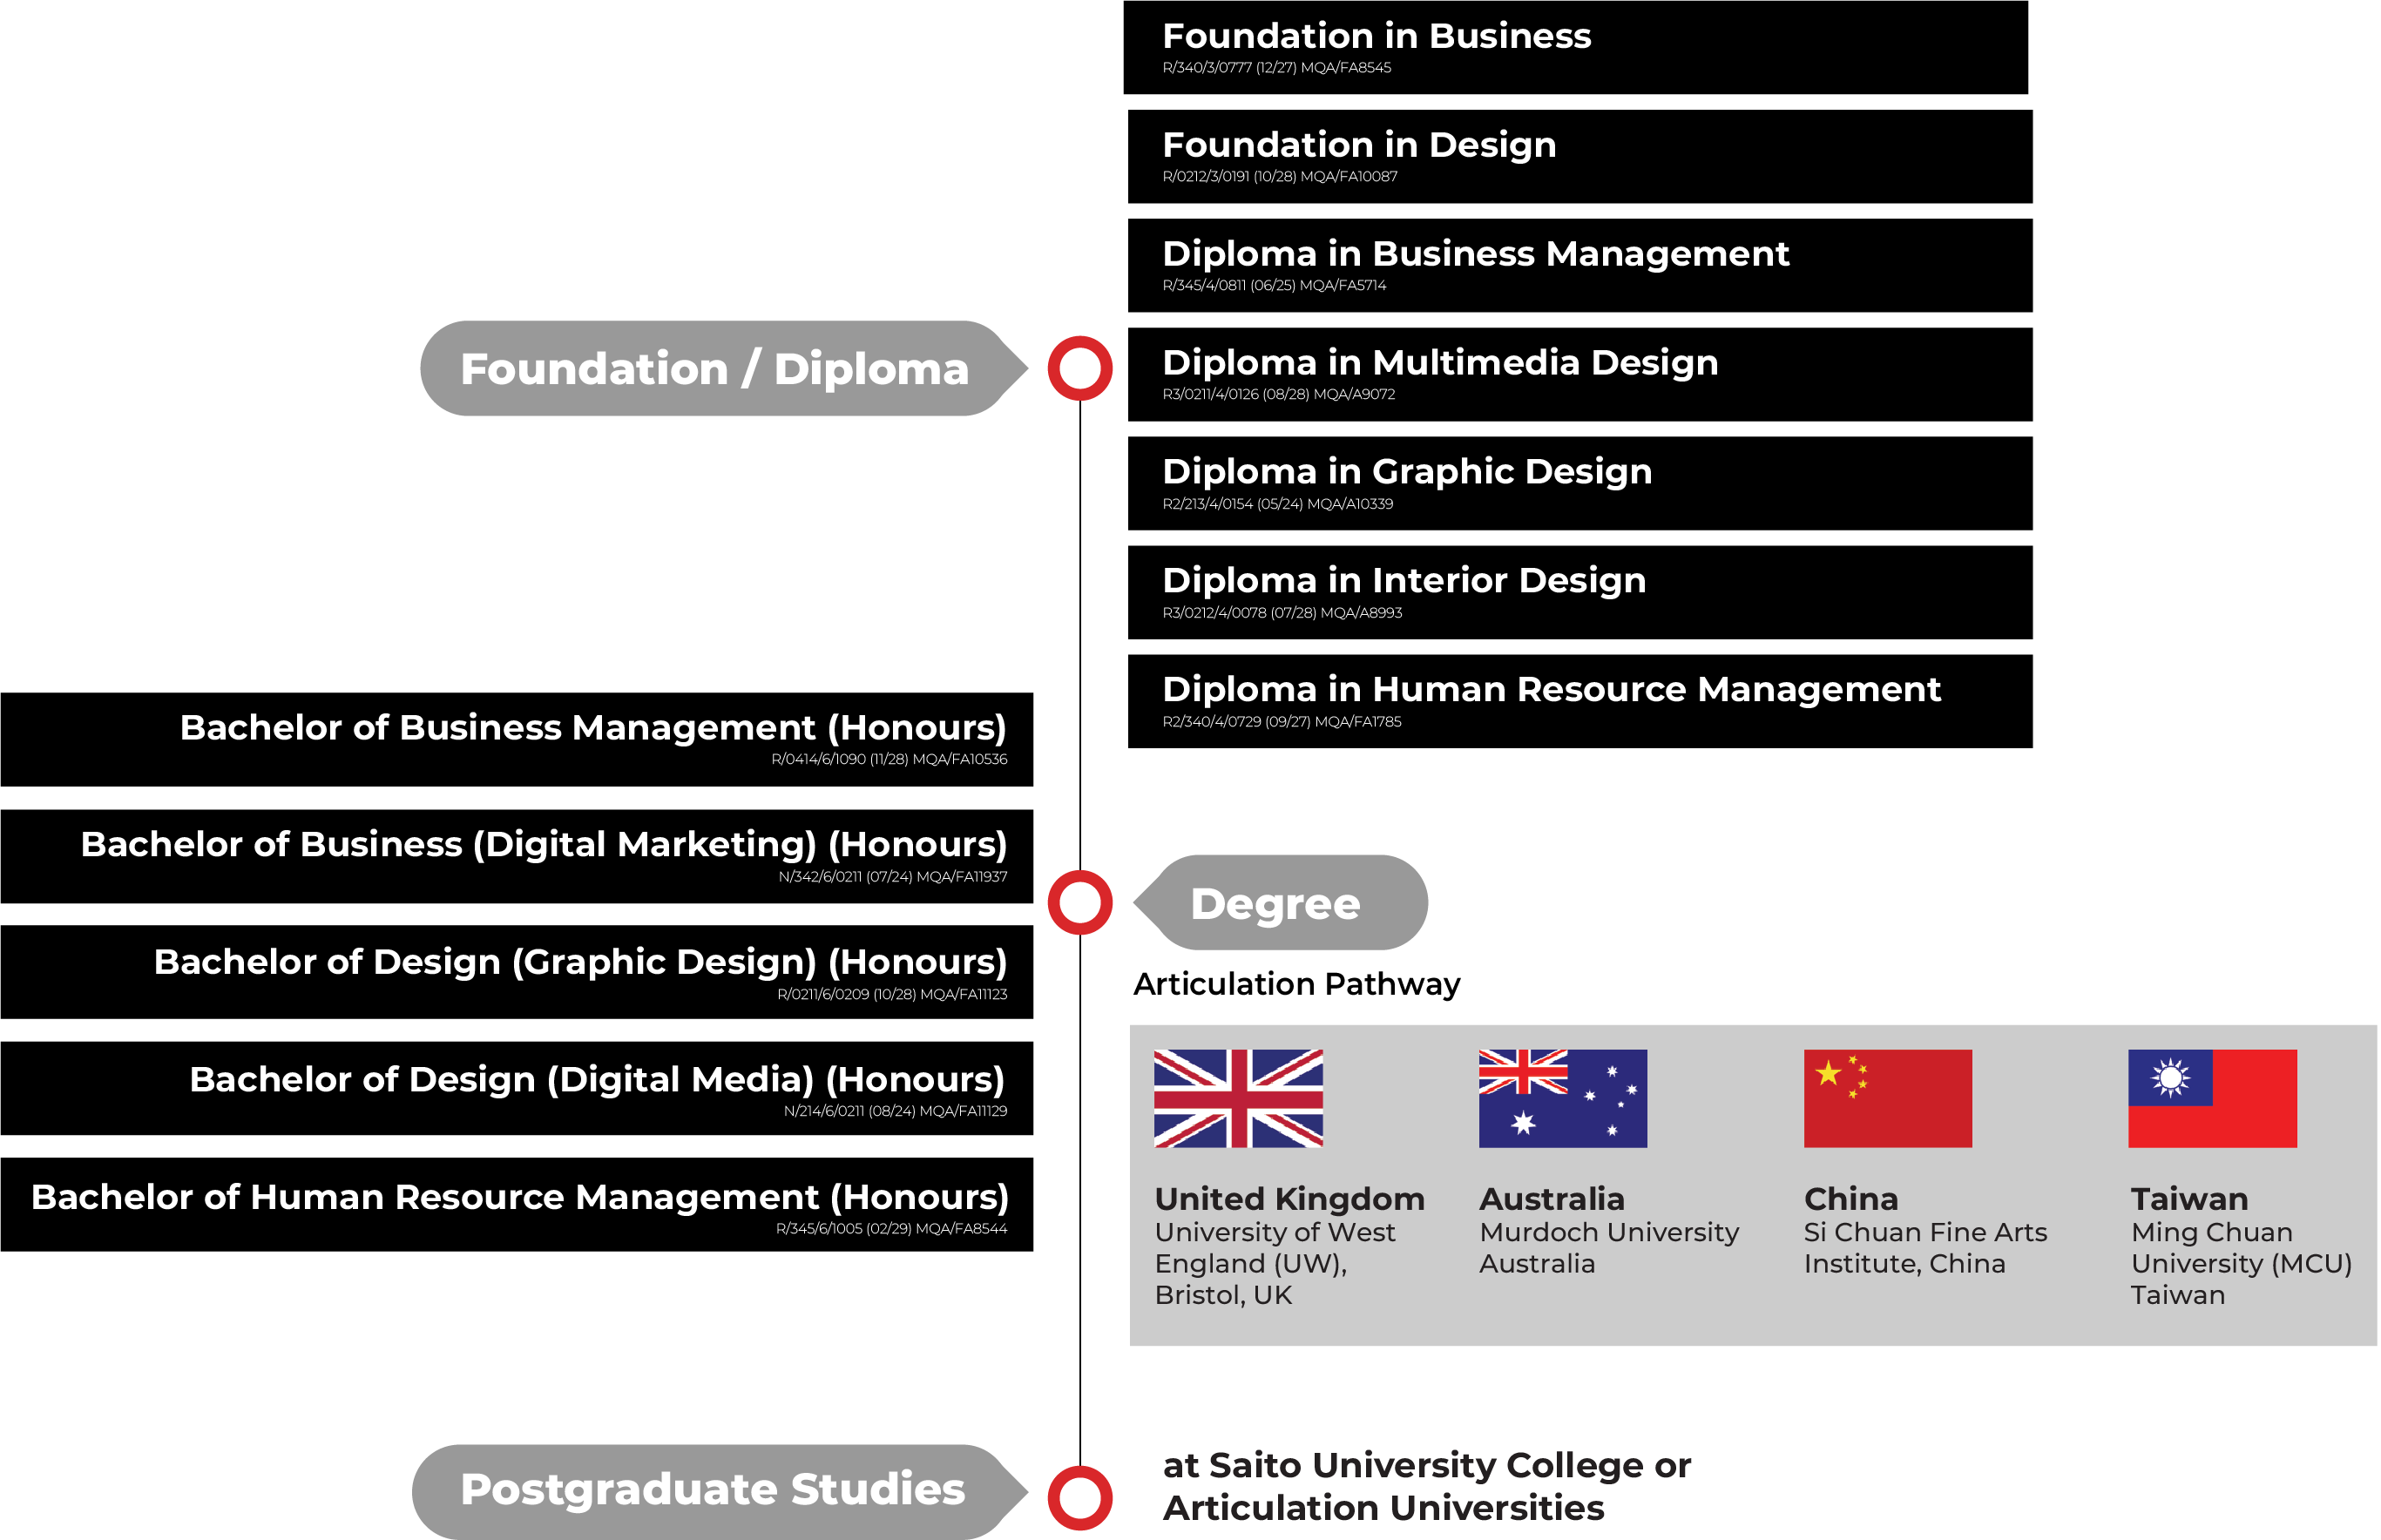 Foundation / Diploma
Foundation in Business
R/340/3/0777 (12/27) MQA/FA8545
Foundation in Design
R/0212/3/0191 (10/28) MQA/FA10087
Diploma in Business Management
R/345/4/0811 (06/25) MQA/FA5714
Diploma in Multimedia Design
R3/0211/4/0126 (08/28) MQA/A9072
Diploma in Graphic Design
R2/213/4/0154 (05/24) MQA/A10339
Diploma in Interior Design
R3/0212/4/0078 (07/28) MQA/A8993
Diploma in Human Resource Management
R2/340/4/0729 (09/27) MQA/FA1785
Degree
Bachelor of Business Management (Honours)
R/0414/6/1090 (11/28) MQA/FA10536
Bachelor of Business (Digital Marketing) (Honours)
N/342/6/0211 (07/24) MQA/FA11937
Bachelor of Design (Graphic Design) (Honours)
R/0211/6/0209 (10/28) MQA/FA11123
Bachelor of Design (Digital Media) (Honours)
N/214/6/0211 (08/24) MQA/FA11129
Bachelor of Human Resource Management (Honours)
R/345/6/1005 (02/29) MQA/FA8544
Articulation Pathway
United Kingdom
University of West
England (UW),
Bristol, UK
Australia
Murdoch University
Australia
China
Si Chuan Fine Arts
Institute, China
Taiwan
Ming Chuan
University (MCU)
Taiwan
Postgraduate Studies
at Saito University College or
Articulation Universities